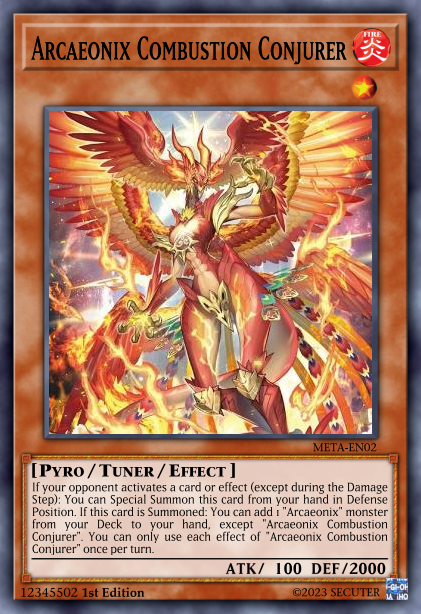 ARCAEONIX COMBUSTION CONJURER
FIRE
炎
META-EN02
[PYRO/TUNER/EFFECT]
If your opponent activates a card or effect (except during the Damage
Step): You can Special Summon this card from your hand in Defense
Position. If this card is Summoned: You can add 1 "Arcaeonix" monster
from your Deck to your hand, except "Arcaeonix Combustion
Conjurer". You can only use each effect of "Arcaeonix Combustion
Conjurer" once per turn.
ATK/ 100 DEF/2000
12345502 1st Edition
©2023 SECUTER